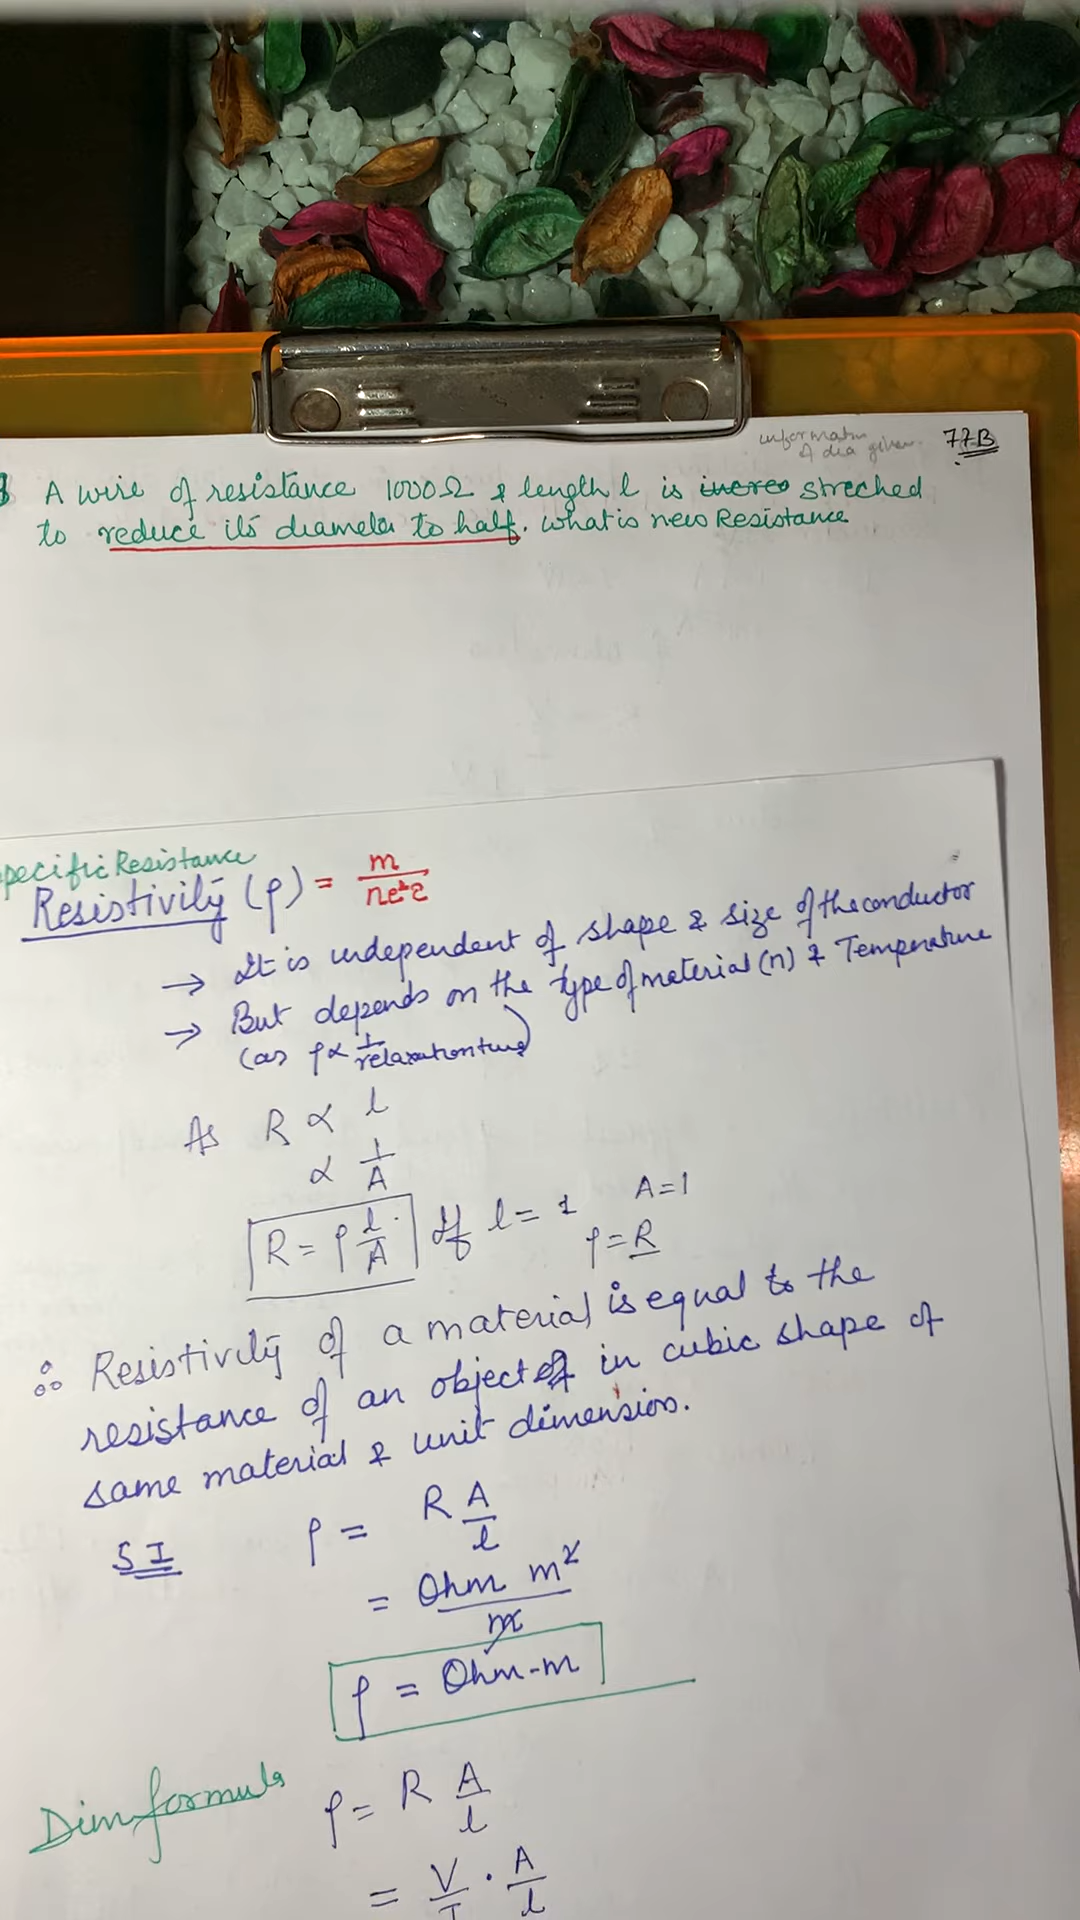 informatn
of dia given.
77B
A wire of resistance 1000Ω & length l is incres streched
to reduce its diameter to half. What is new Resistance
pecific Resistance
Resistivity (ρ) = m/ne²τ
→ It is independent of shape & size of the conductor
→ But depends on the type of material (n) & Temperature
(as ρ ∝ 1/relaxation time)
As R ∝ l
∝ 1/A
R = ρ l/A If l = 1 A = 1
ρ = R
∴ Resistivity of a material is equal to the
resistance of an object of in cubic shape of
same material & unit dimension.
SI ρ = R A/l
= Ohm m²/m
ρ = Ohm-m
Dim formula ρ = R A/l
= V/I · A/l